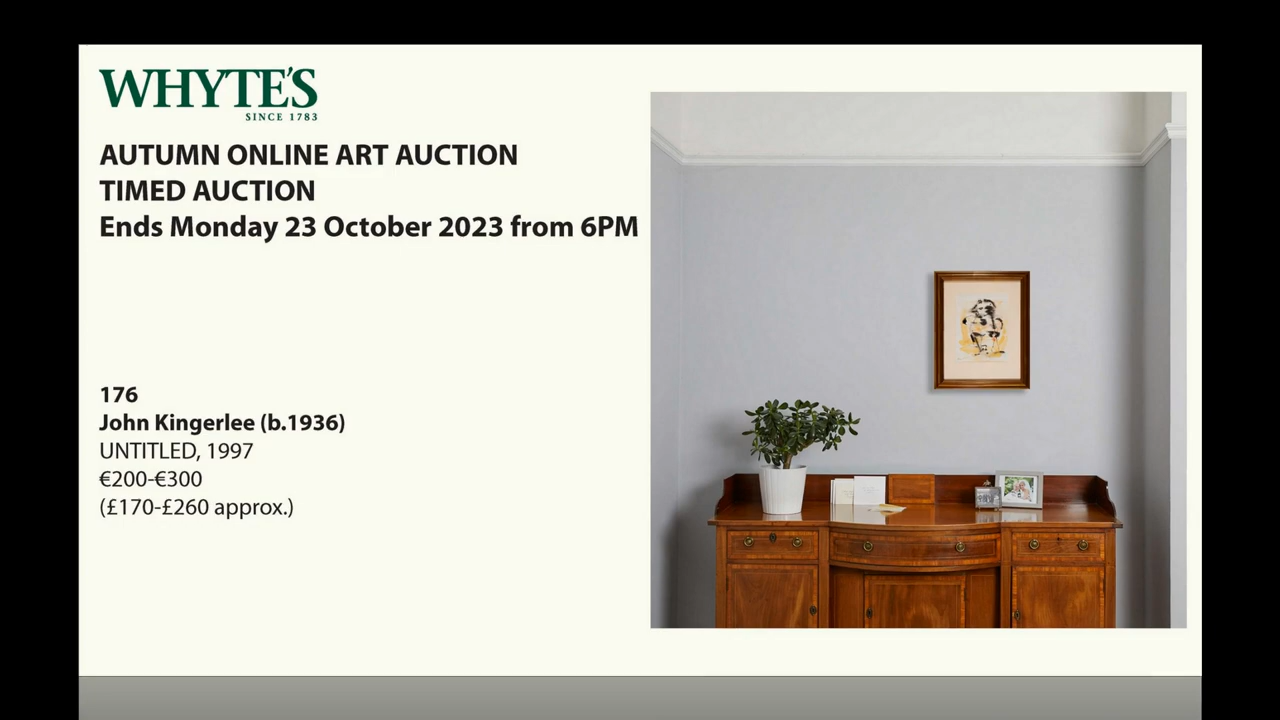 WHYTE'S
SINCE 1783
AUTUMN ONLINE ART AUCTION
TIMED AUCTION
Ends Monday 23 October 2023 from 6PM
176
John Kingerlee (b.1936)
UNTITLED, 1997
€200-€300
(£170-£260 approx.)